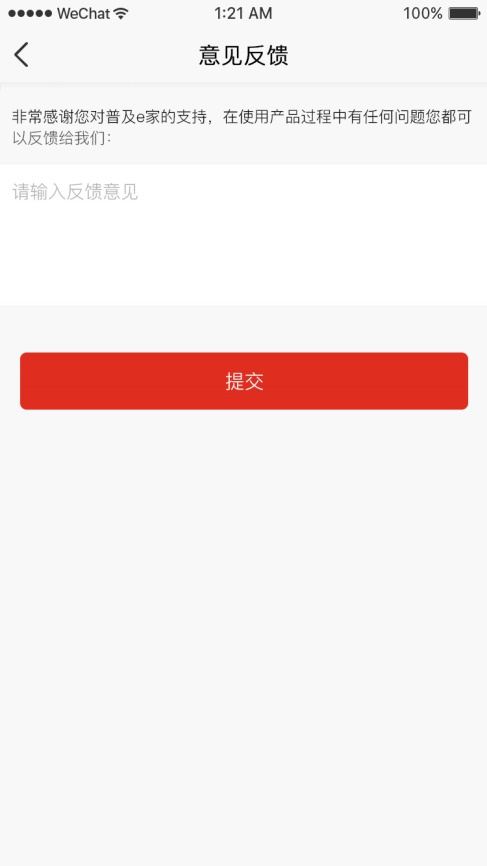 WeChat 1:21 AM 100%
意见反馈
非常感谢您对普及e家的支持，在使用产品过程中有任何问题您都可
以反馈给我们：
请输入反馈意见
提交